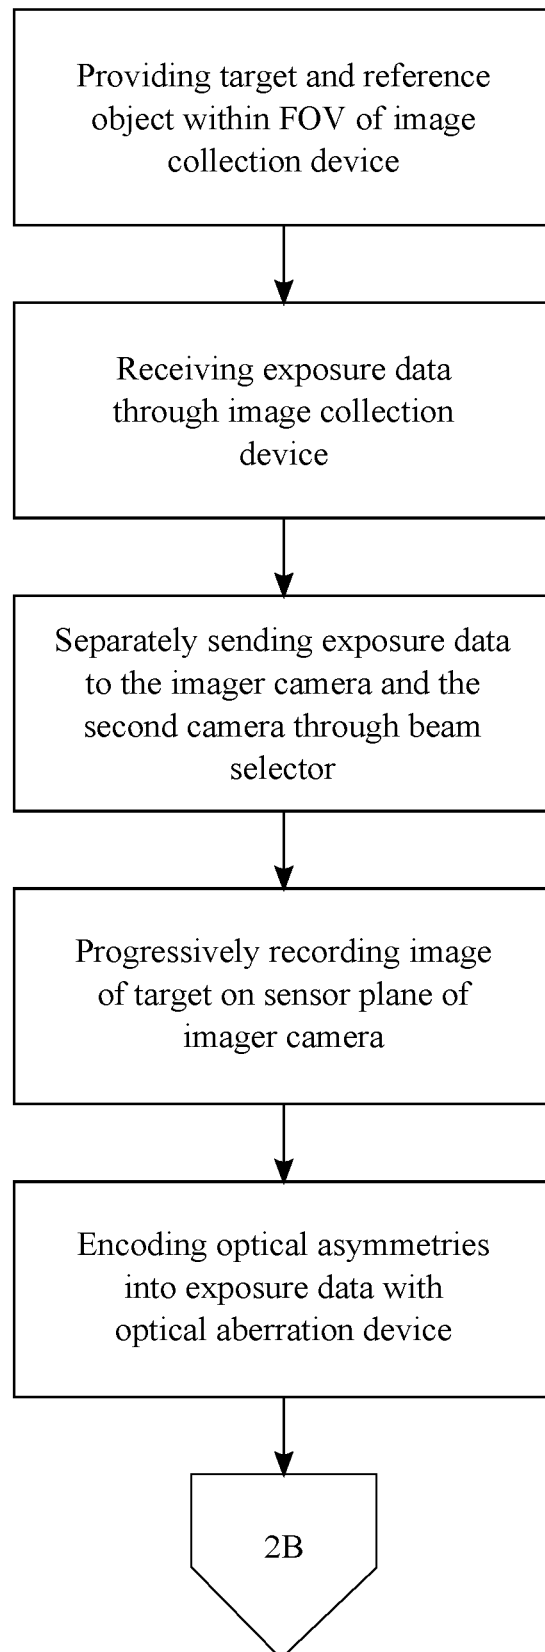 Providing target and reference
object within FOV of image
collection device
Receiving exposure data
through image collection
device
Separately sending exposure data
to the imager camera and the
second camera through beam
selector
Progressively recording image
of target on sensor plane of
imager camera
Encoding optical asymmetries
into exposure data with
optical aberration device
2B